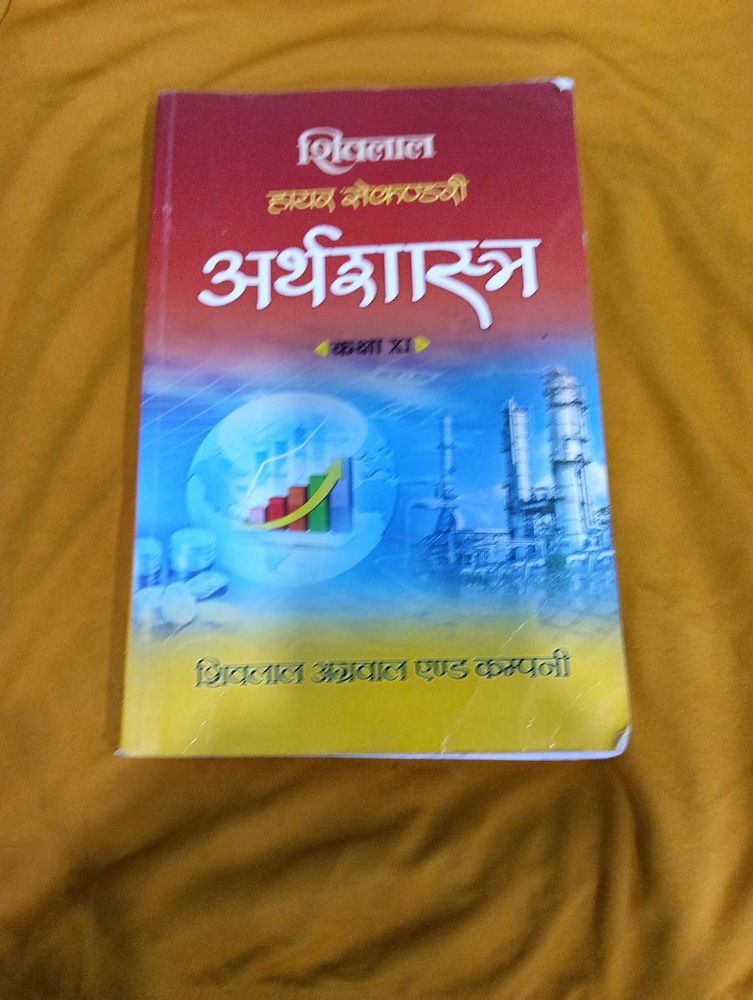 शिवलाल
हायर सेकण्डरी
अर्थशास्त्र
कक्षा XI
शिवलाल अग्रवाल एण्ड कम्पनी